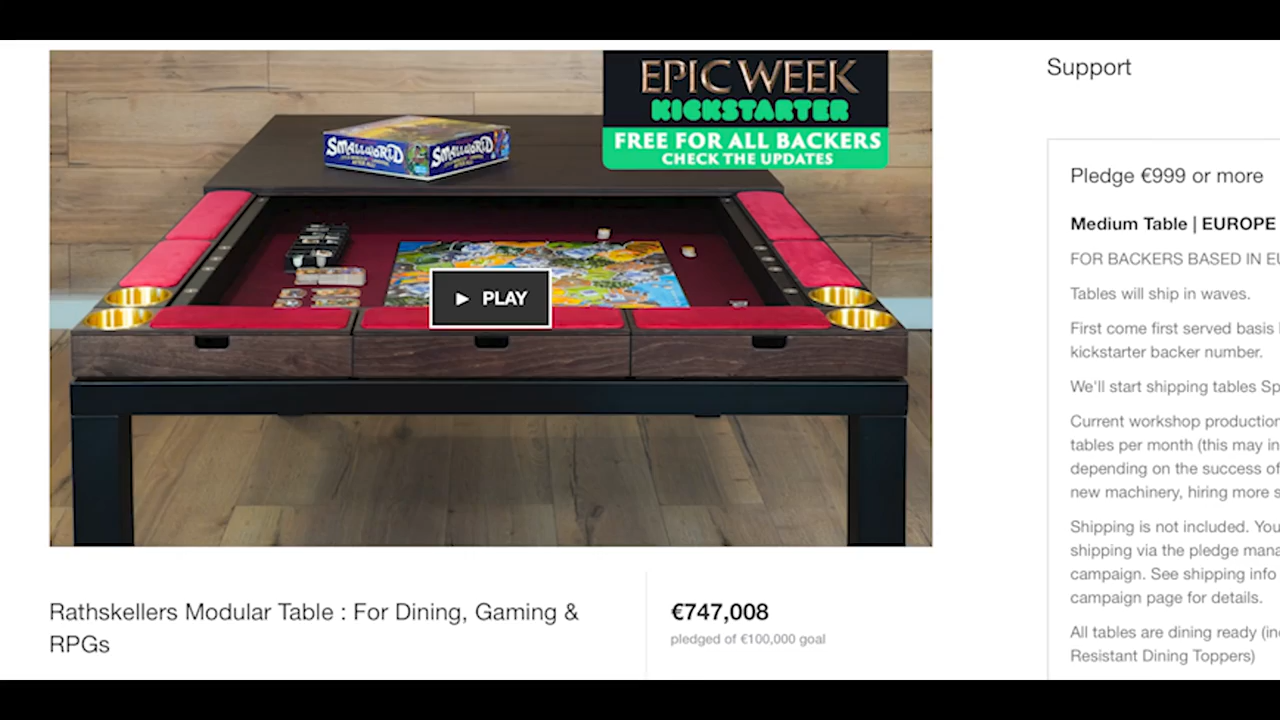 EPIC WEEK
KICKSTARTER
FREE FOR ALL BACKERS
CHECK THE UPDATES
SMALLWORLD
SMALLWORLD
PLAY
Rathskellers Modular Table : For Dining, Gaming &
RPGs
€747,008
pledged of €100,000 goal
Support
Pledge €999 or more
Medium Table | EUROPE
FOR BACKERS BASED IN EU
Tables will ship in waves.
First come first served basis
kickstarter backer number.
We'll start shipping tables Sp
Current workshop production
tables per month (this may in
depending on the success of
new machinery, hiring more s
Shipping is not included. You
shipping via the pledge mana
campaign. See shipping info
campaign page for details.
All tables are dining ready (in
Resistant Dining Toppers)